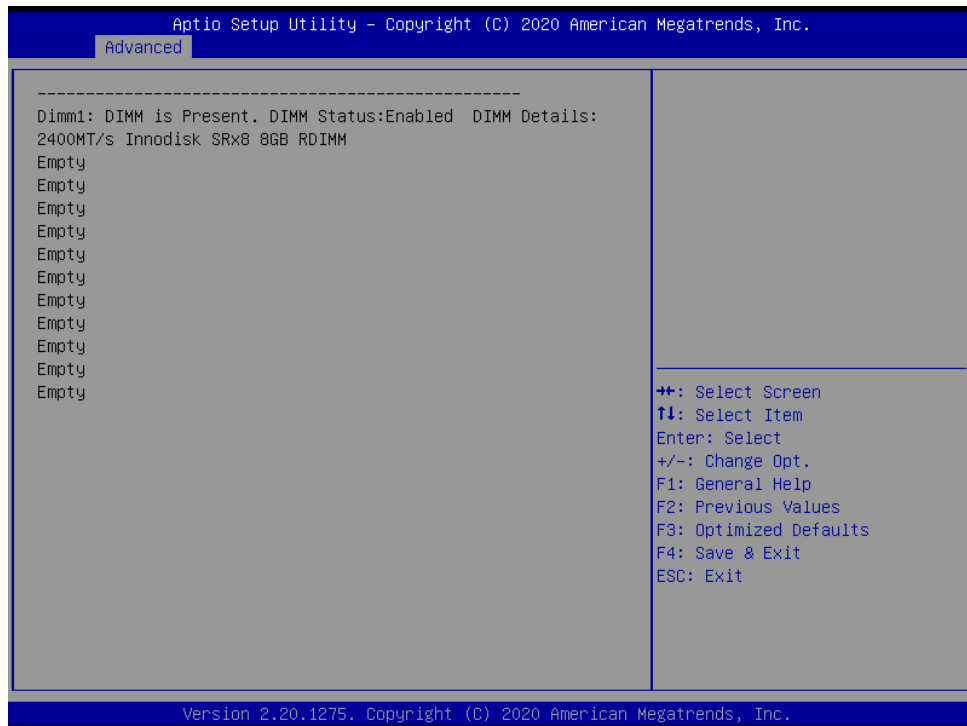 Aptio Setup Utility – Copyright (C) 2020 American Megatrends, Inc.
Advanced
--------------------------------------------------
Dimm1: DIMM is Present. DIMM Status:Enabled  DIMM Details:
2400MT/s Innodisk SRx8 8GB RDIMM
Empty
Empty
Empty
Empty
Empty
Empty
Empty
Empty
Empty
Empty
Empty
→←: Select Screen
↑↓: Select Item
Enter: Select
+/-: Change Opt.
F1: General Help
F2: Previous Values
F3: Optimized Defaults
F4: Save & Exit
ESC: Exit
Version 2.20.1275. Copyright (C) 2020 American Megatrends, Inc.